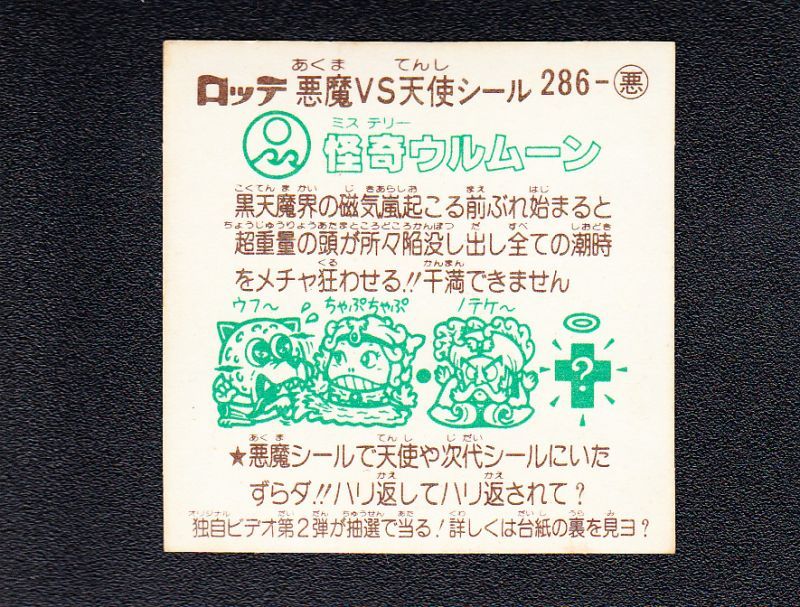 あくま てんし
ロッテ 悪魔VS天使シール 286-悪
ミステリー
怪奇ウルムーン
こくてんまかい じきあらしお まえ はじ
黒天魔界の磁気嵐起こる前ぶれ始まると
ちょうじゅうりょう あたま ところどころかんぼつ だ すべ しおどき
超重量の頭が所々陥没し出し全ての潮時
くる かんまん
をメチャ狂わせる!!干満できません
ウフ〜 ちゃぷちゃぷ ノテケ〜
?
あくま てんし じだい
★悪魔シールで天使や次代シールにいた
かえ かえ
ずらダ!!ハリ返してハリ返されて?
オリジナル だい だん ちゅうせん あた くわ だいし うら み
独自ビデオ第2弾が抽選で当る!詳しくは台紙の裏を見ヨ?